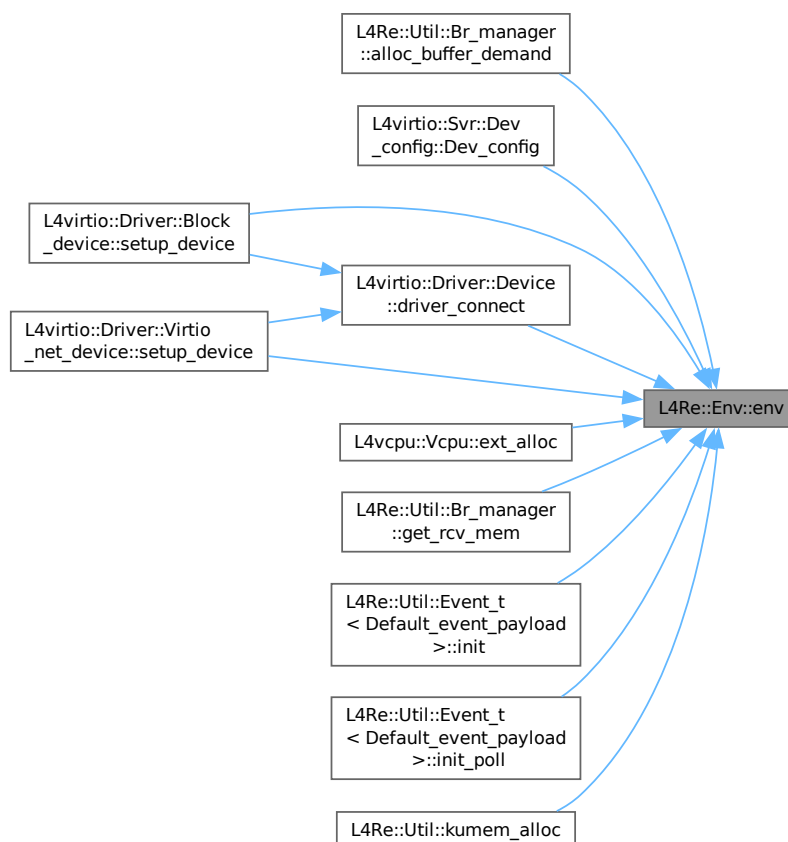 L4Re::Util::Br_manager
::alloc_buffer_demand
L4virtio::Svr::Dev
_config::Dev_config
L4virtio::Driver::Block
_device::setup_device
L4virtio::Driver::Device
::driver_connect
L4virtio::Driver::Virtio
_net_device::setup_device
L4Re::Env::env
L4vcpu::Vcpu::ext_alloc
L4Re::Util::Br_manager
::get_rcv_mem
L4Re::Util::Event_t
< Default_event_payload
>::init
L4Re::Util::Event_t
< Default_event_payload
>::init_poll
L4Re::Util::kumem_alloc